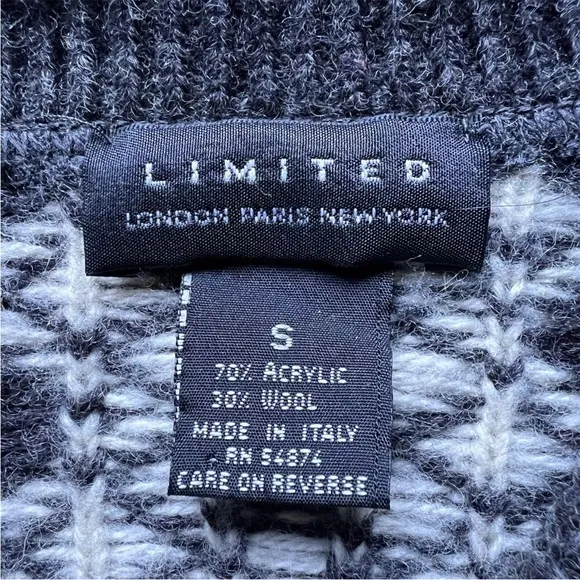 LIMITED
LONDON PARIS NEW YORK
S
70% ACRYLIC
30% WOOL
MADE IN ITALY
RN 54874
CARE ON REVERSE